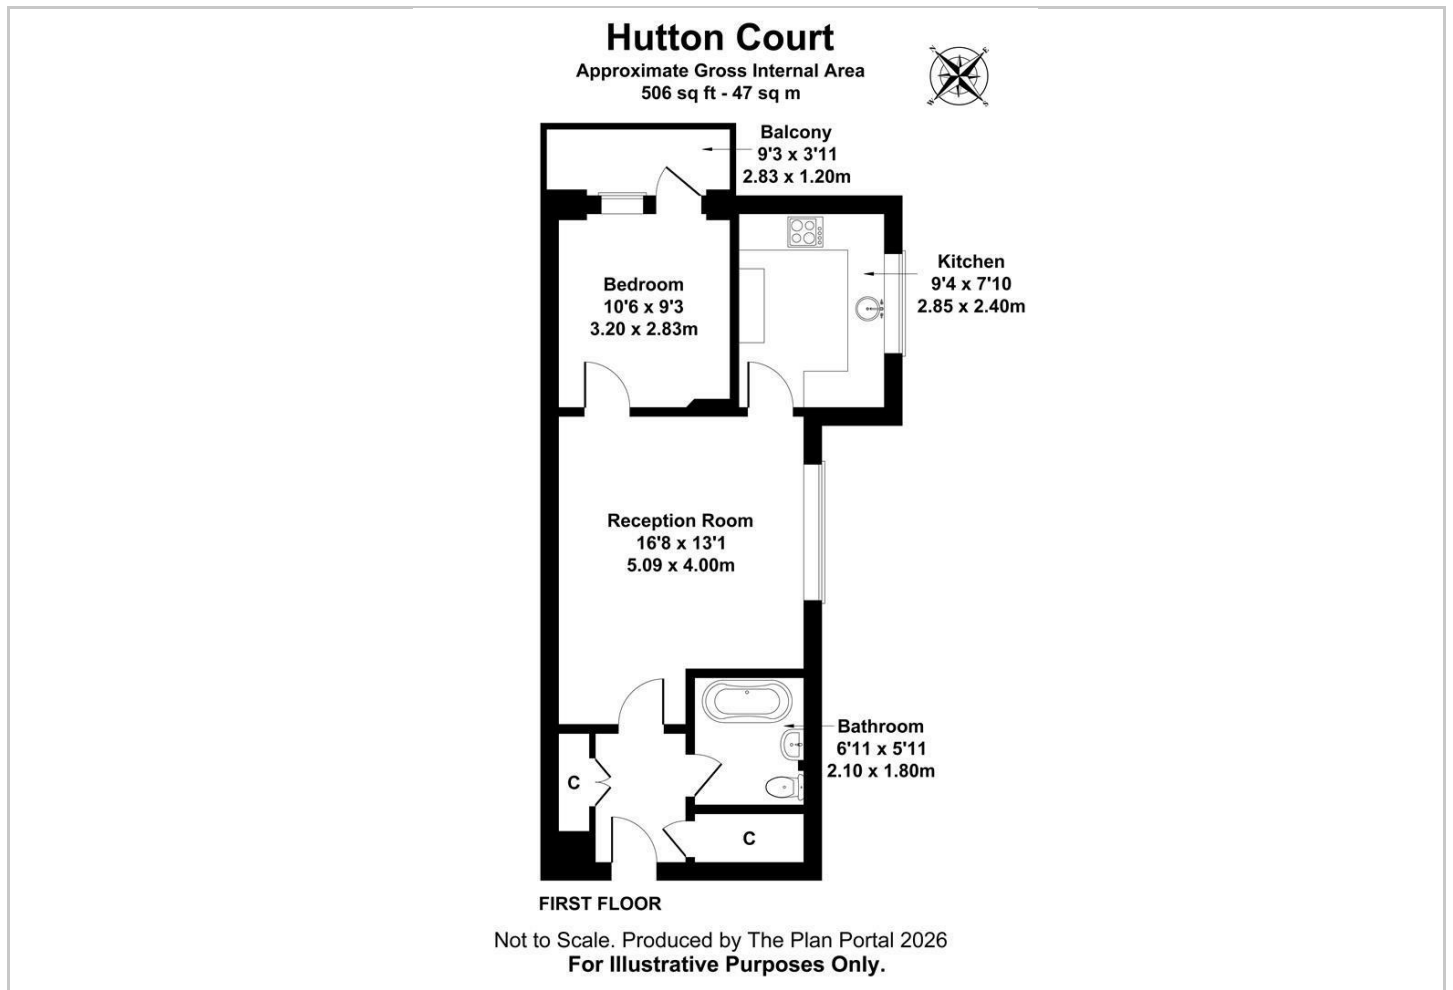 Hutton Court
Approximate Gross Internal Area
506 sq ft - 47 sq m
N
E
W
S
Balcony
9'3 x 3'11
2.83 x 1.20m
Kitchen
9'4 x 7'10
2.85 x 2.40m
Bedroom
10'6 x 9'3
3.20 x 2.83m
Reception Room
16'8 x 13'1
5.09 x 4.00m
Bathroom
6'11 x 5'11
2.10 x 1.80m
C
C
FIRST FLOOR
Not to Scale. Produced by The Plan Portal 2026
For Illustrative Purposes Only.